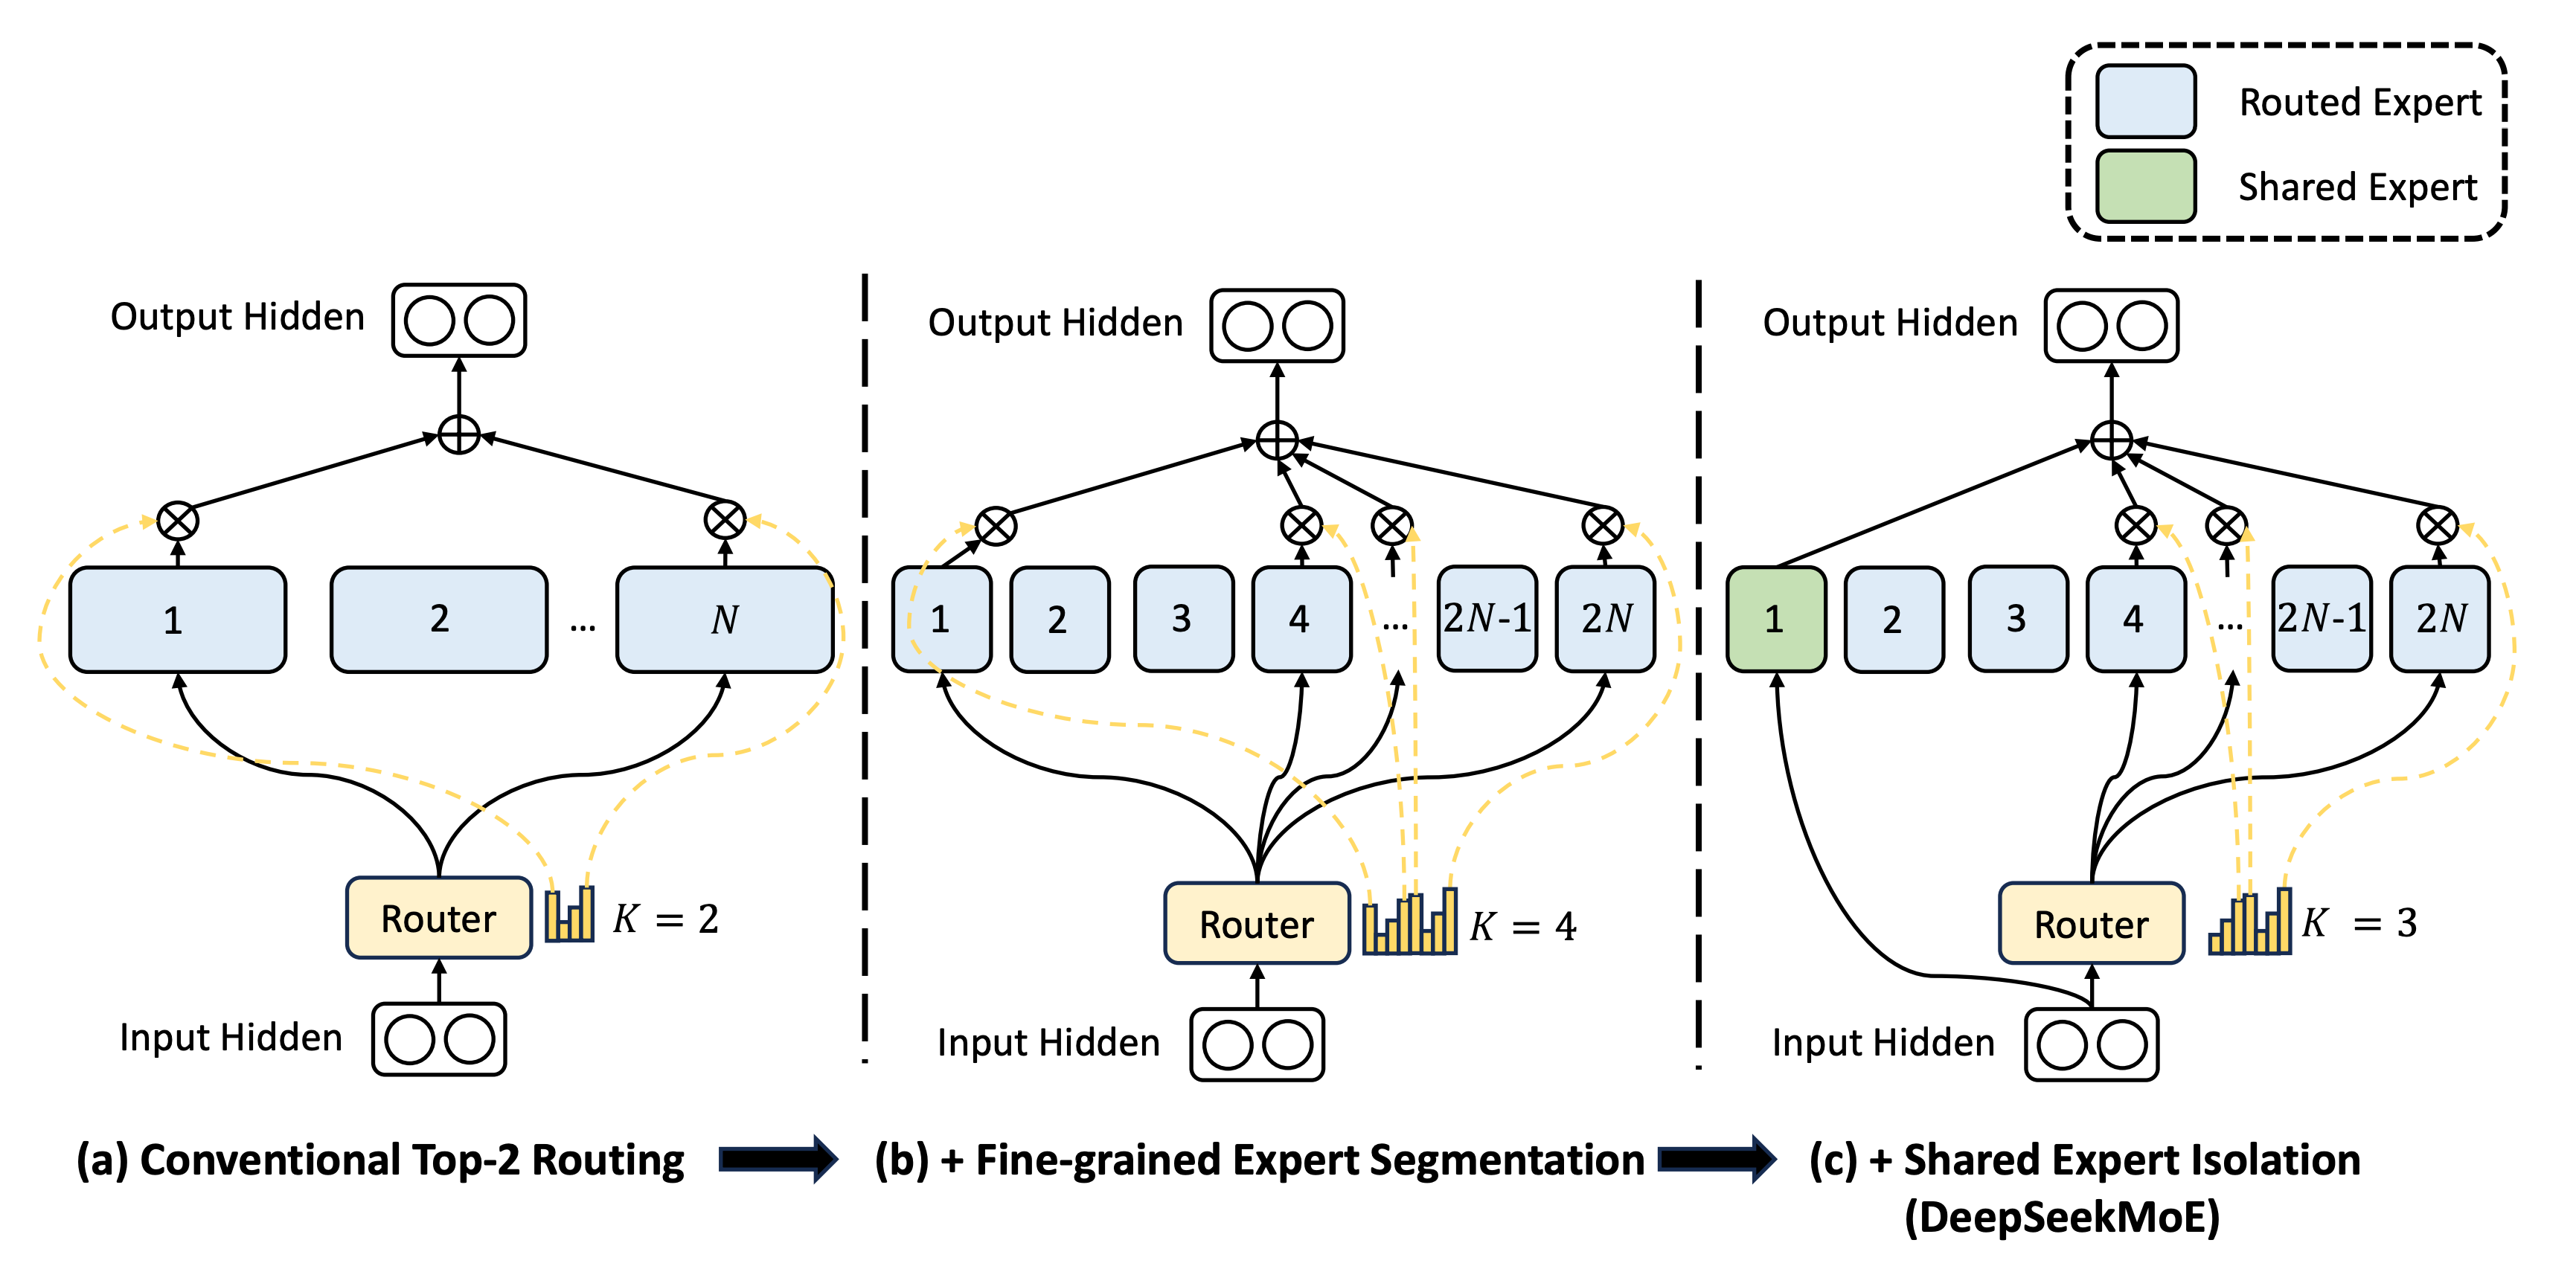 Routed Expert
Shared Expert
Output Hidden
1
2
...
N
Router
K = 2
Input Hidden
(a) Conventional Top-2 Routing
Output Hidden
1
2
3
4
...
2N-1
2N
Router
K = 4
Input Hidden
(b) + Fine-grained Expert Segmentation
Output Hidden
1
2
3
4
...
2N-1
2N
Router
K = 3
Input Hidden
(c) + Shared Expert Isolation
(DeepSeekMoE)